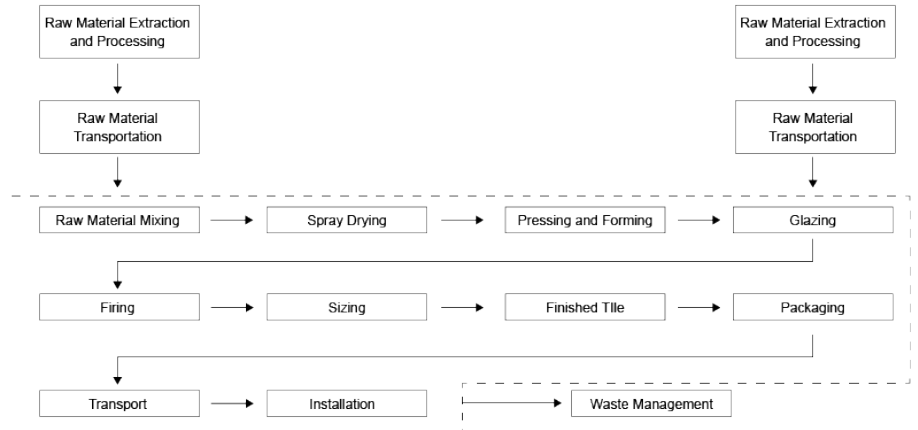 Raw Material Extraction
and Processing
Raw Material Extraction
and Processing
Raw Material
Transportation
Raw Material
Transportation
Raw Material Mixing
Spray Drying
Pressing and Forming
Glazing
Firing
Sizing
Finished TIle
Packaging
Transport
Installation
Waste Management